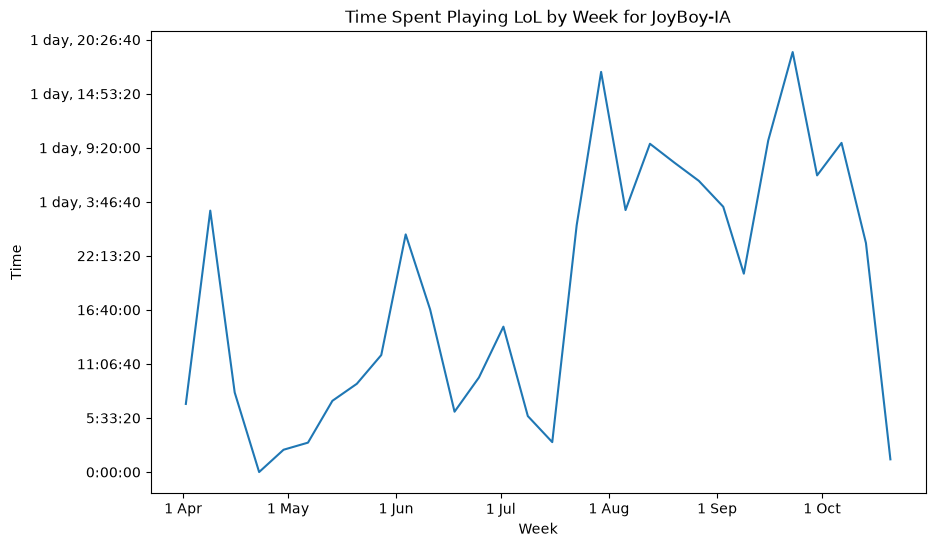 Time Spent Playing LoL by Week for JoyBoy-IA
1 day, 20:26:40
1 day, 14:53:20
1 day, 9:20:00
1 day, 3:46:40
22:13:20
16:40:00
11:06:40
5:33:20
0:00:00
Time
1 Apr 1 May 1 Jun 1 Jul 1 Aug 1 Sep 1 Oct
Week